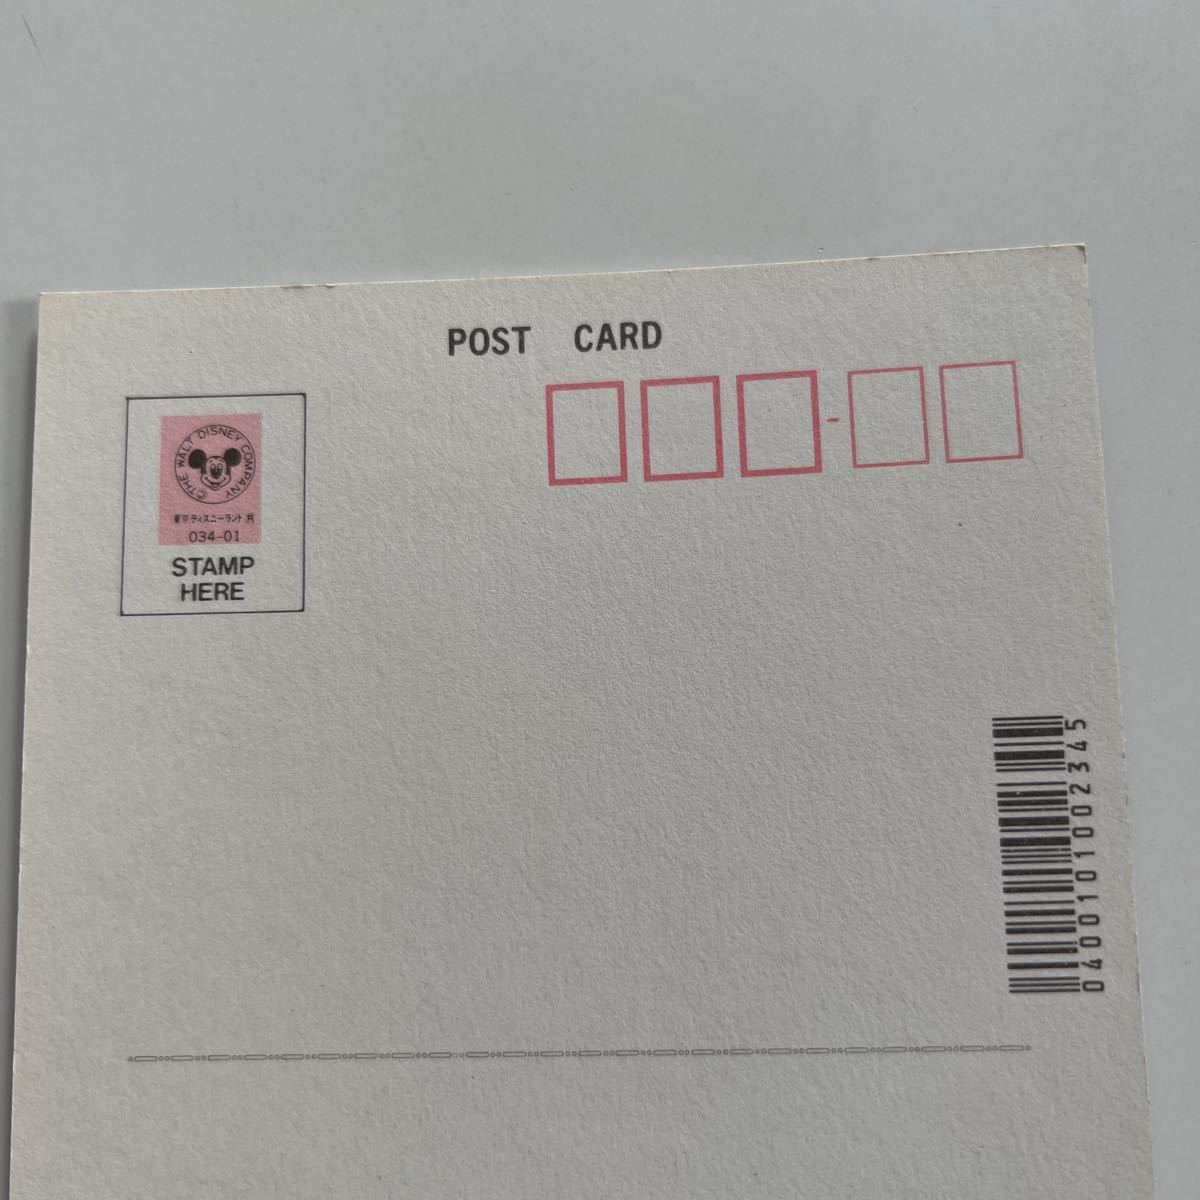 POST CARD
©THE WALT DISNEY COMPANY
東京ディズニーランド
034-01
STAMP
HERE
0400101002345